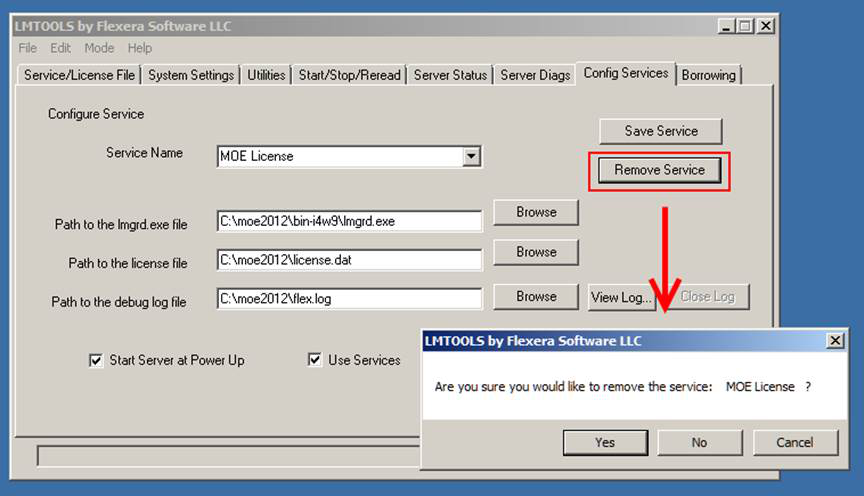 LMTOOLS by Flexera Software LLC
File Edit Mode Help
Service/License File System Settings Utilities Start/Stop/Reread Server Status Server Diags Config Services Borrowing
Configure Service
Save Service
Service Name MOE License
Remove Service
Path to the lmgrd.exe file C:\moe2012\bin-i4w9\lmgrd.exe Browse
Path to the license file C:\moe2012\license.dat Browse
Path to the debug log file C:\moe2012\flex.log Browse View Log... Close Log
Start Server at Power Up Use Services
LMTOOLS by Flexera Software LLC
Are you sure you would like to remove the service: MOE License ?
Yes No Cancel